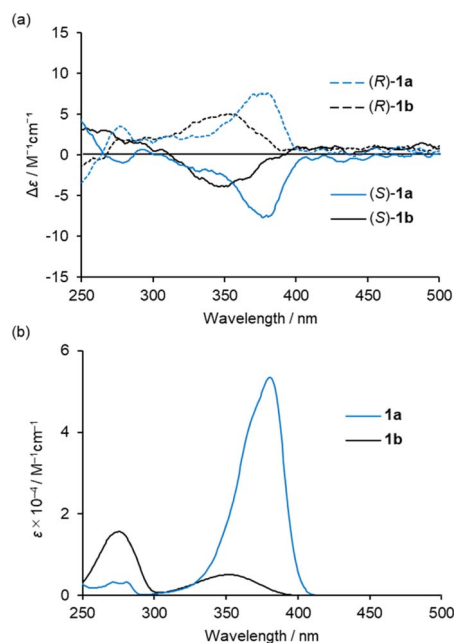 (a)
15
10
5
0
-5
-10
-15
Δε / M⁻¹cm⁻¹
(R)-1a
(R)-1b
(S)-1a
(S)-1b
250 300 350 400 450 500
Wavelength / nm
(b)
6
4
2
0
ε × 10⁻⁴ / M⁻¹cm⁻¹
1a
1b
250 300 350 400 450 500
Wavelength / nm